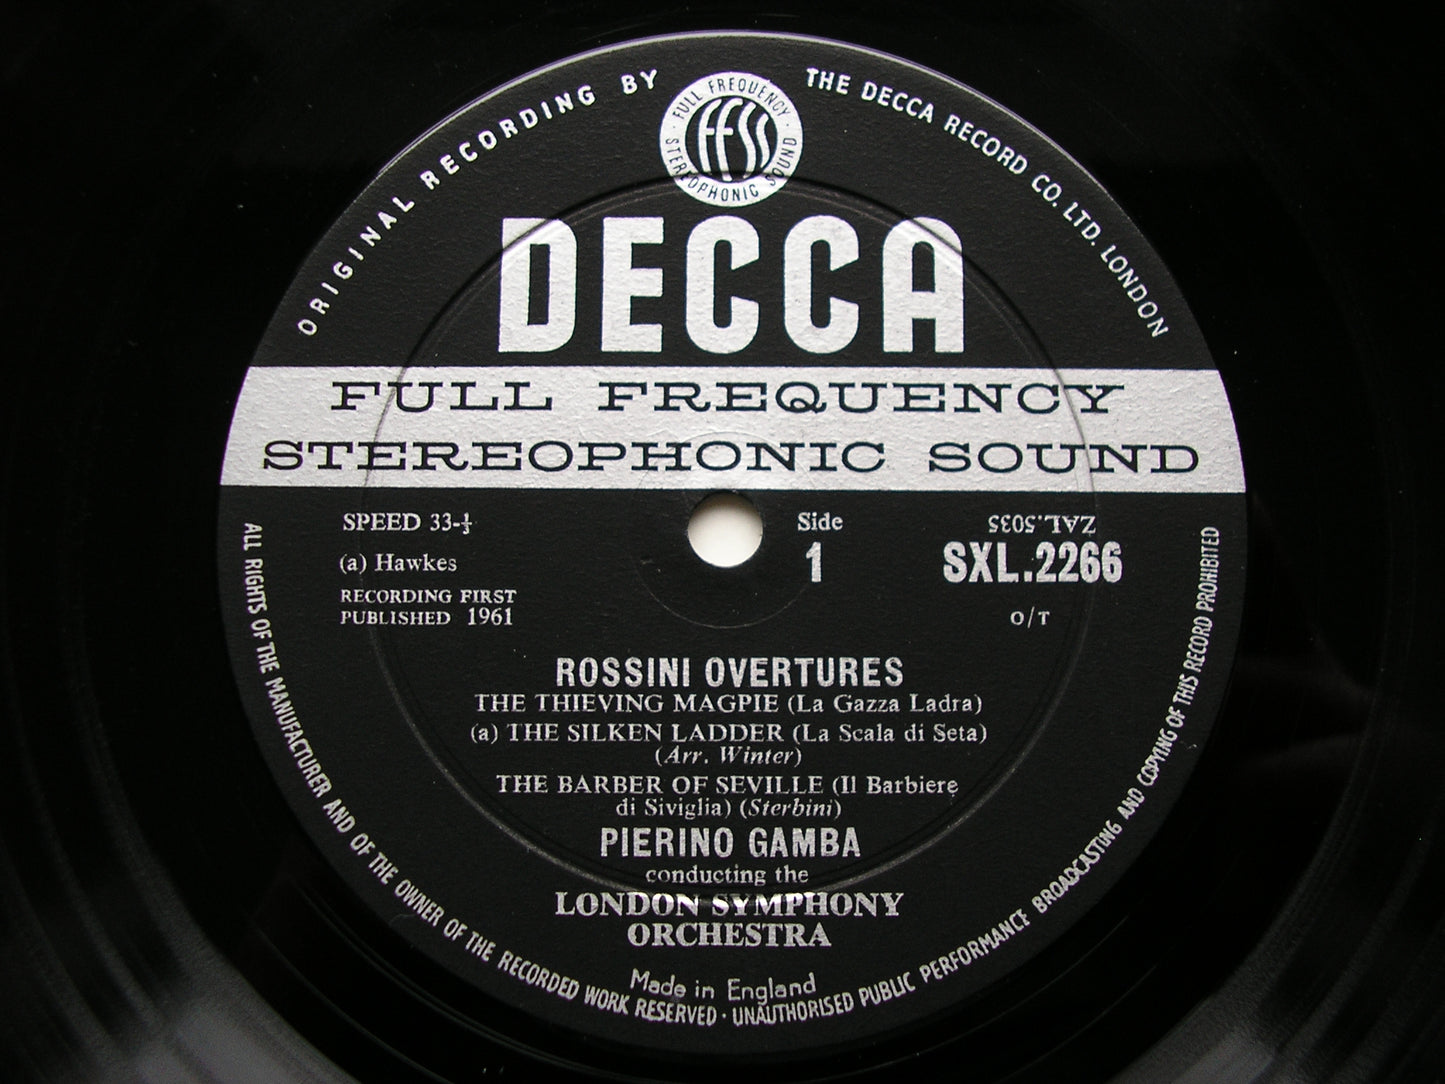 ORIGINAL RECORDING BY
THE DECCA RECORD CO. LTD. LONDON
FULL FREQUENCY
STEREOPHONIC SOUND
FFSS
DECCA
FULL FREQUENCY
STEREOPHONIC SOUND
SPEED 33-⅓
Side
ZAL.5035
(a) Hawkes
1
SXL.2266
RECORDING FIRST
PUBLISHED 1961
O/T
ROSSINI OVERTURES
THE THIEVING MAGPIE (La Gazza Ladra)
(a) THE SILKEN LADDER (La Scala di Seta)
(Arr. Winter)
THE BARBER OF SEVILLE (Il Barbiere
di Siviglia) (Sterbini)
PIERINO GAMBA
conducting the
LONDON SYMPHONY
ORCHESTRA
Made in England
ALL RIGHTS OF THE MANUFACTURER AND OF THE OWNER OF THE RECORDED WORK RESERVED · UNAUTHORISED PUBLIC PERFORMANCE BROADCASTING AND COPYING OF THIS RECORD PROHIBITED